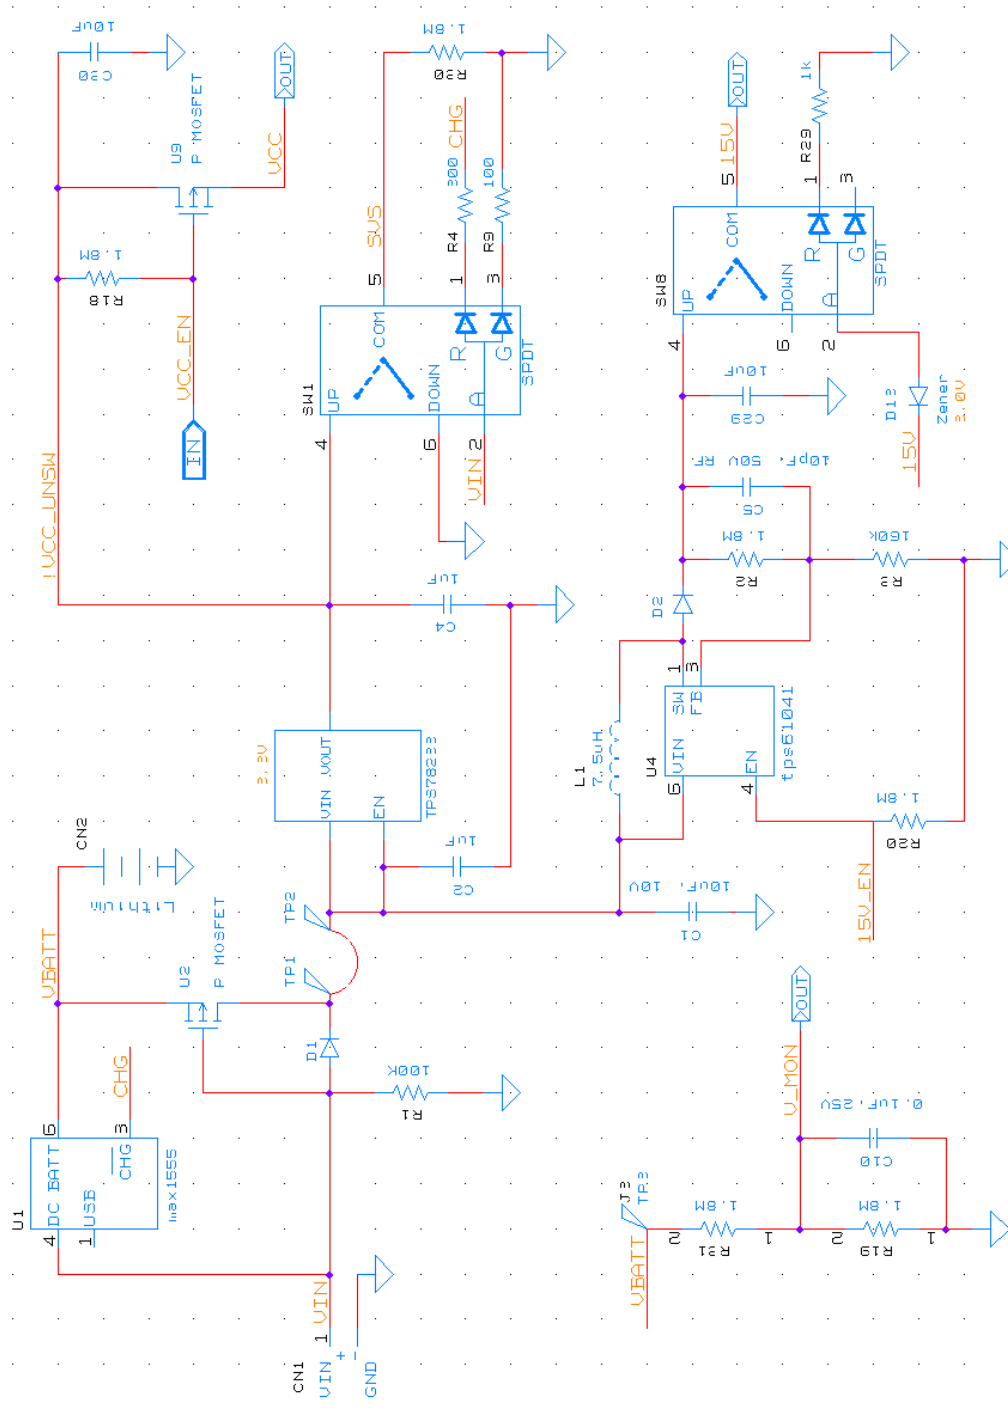 CN1
VIN
GND
+
-
1
VIN
U1
DC
BATT
USB
CHG
max1555
4
1
6
3
CHG
VBATT
U2
P MOSFET
D1
R1
100K
TP1
TP2
CN2
Lithium
3.3V
VIN
VOUT
EN
TPS78233
C2
1uF
C4
1uF
!VCC_UNSW
VCC_EN
IN
R18
1.8M
U9
P MOSFET
VCC
OUT
C30
10uF
SW1
UP
COM
DOWN
A
R
G
SPDT
4
6
2
5
1
3
VIN
SWS
R30
1.8M
R4
300
CHG
R9
100
C1
10uF, 10V
L1
7.5uH
U4
VIN
SW
FB
EN
tps61041
6
4
1
3
15V_EN
R20
1.8M
D2
R2
1.8M
R3
160k
C5
10pF, 50V RF
C29
10uF
15V
D13
Zener
3.0V
SW8
UP
COM
DOWN
A
R
G
SPDT
4
6
2
5
1
3
15V
OUT
R29
1k
VBATT
J3
TP.3
2
R31
1.8M
1
2
R19
1.8M
1
C10
0.1uF,25V
V_MON
OUT